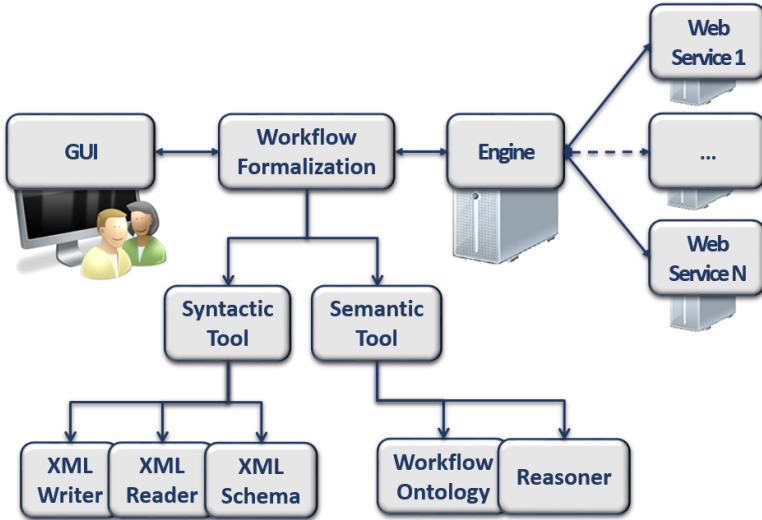 Web
Service 1
GUI
Workflow
Formalization
Engine
...
Web
Service N
Syntactic
Tool
Semantic
Tool
XML
Writer
XML
Reader
XML
Schema
Workflow
Ontology
Reasoner